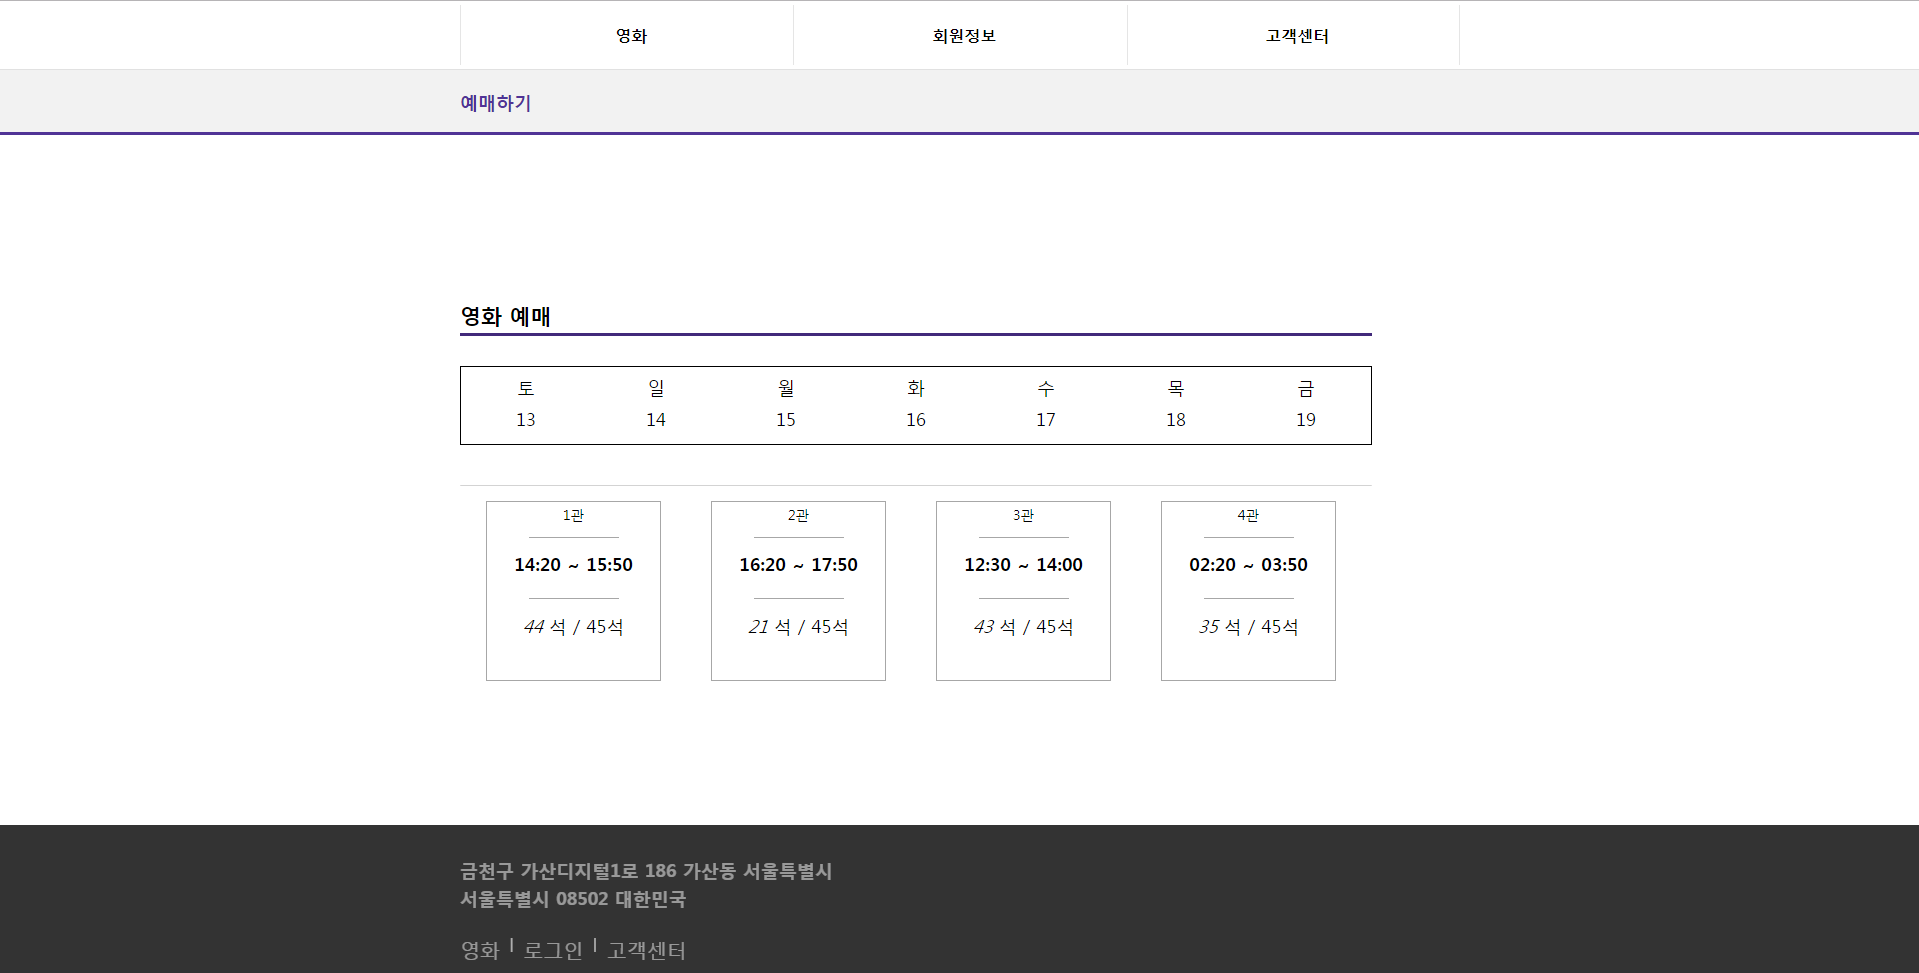 영화 회원정보 고객센터
예매하기
영화 예매
토 일 월 화 수 목 금
13 14 15 16 17 18 19
1관 2관 3관 4관
14:20 ~ 15:50 16:20 ~ 17:50 12:30 ~ 14:00 02:20 ~ 03:50
44 석 / 45석 21 석 / 45석 43 석 / 45석 35 석 / 45석
금천구 가산디지털1로 186 가산동 서울특별시
서울특별시 08502 대한민국
영화 | 로그인 | 고객센터